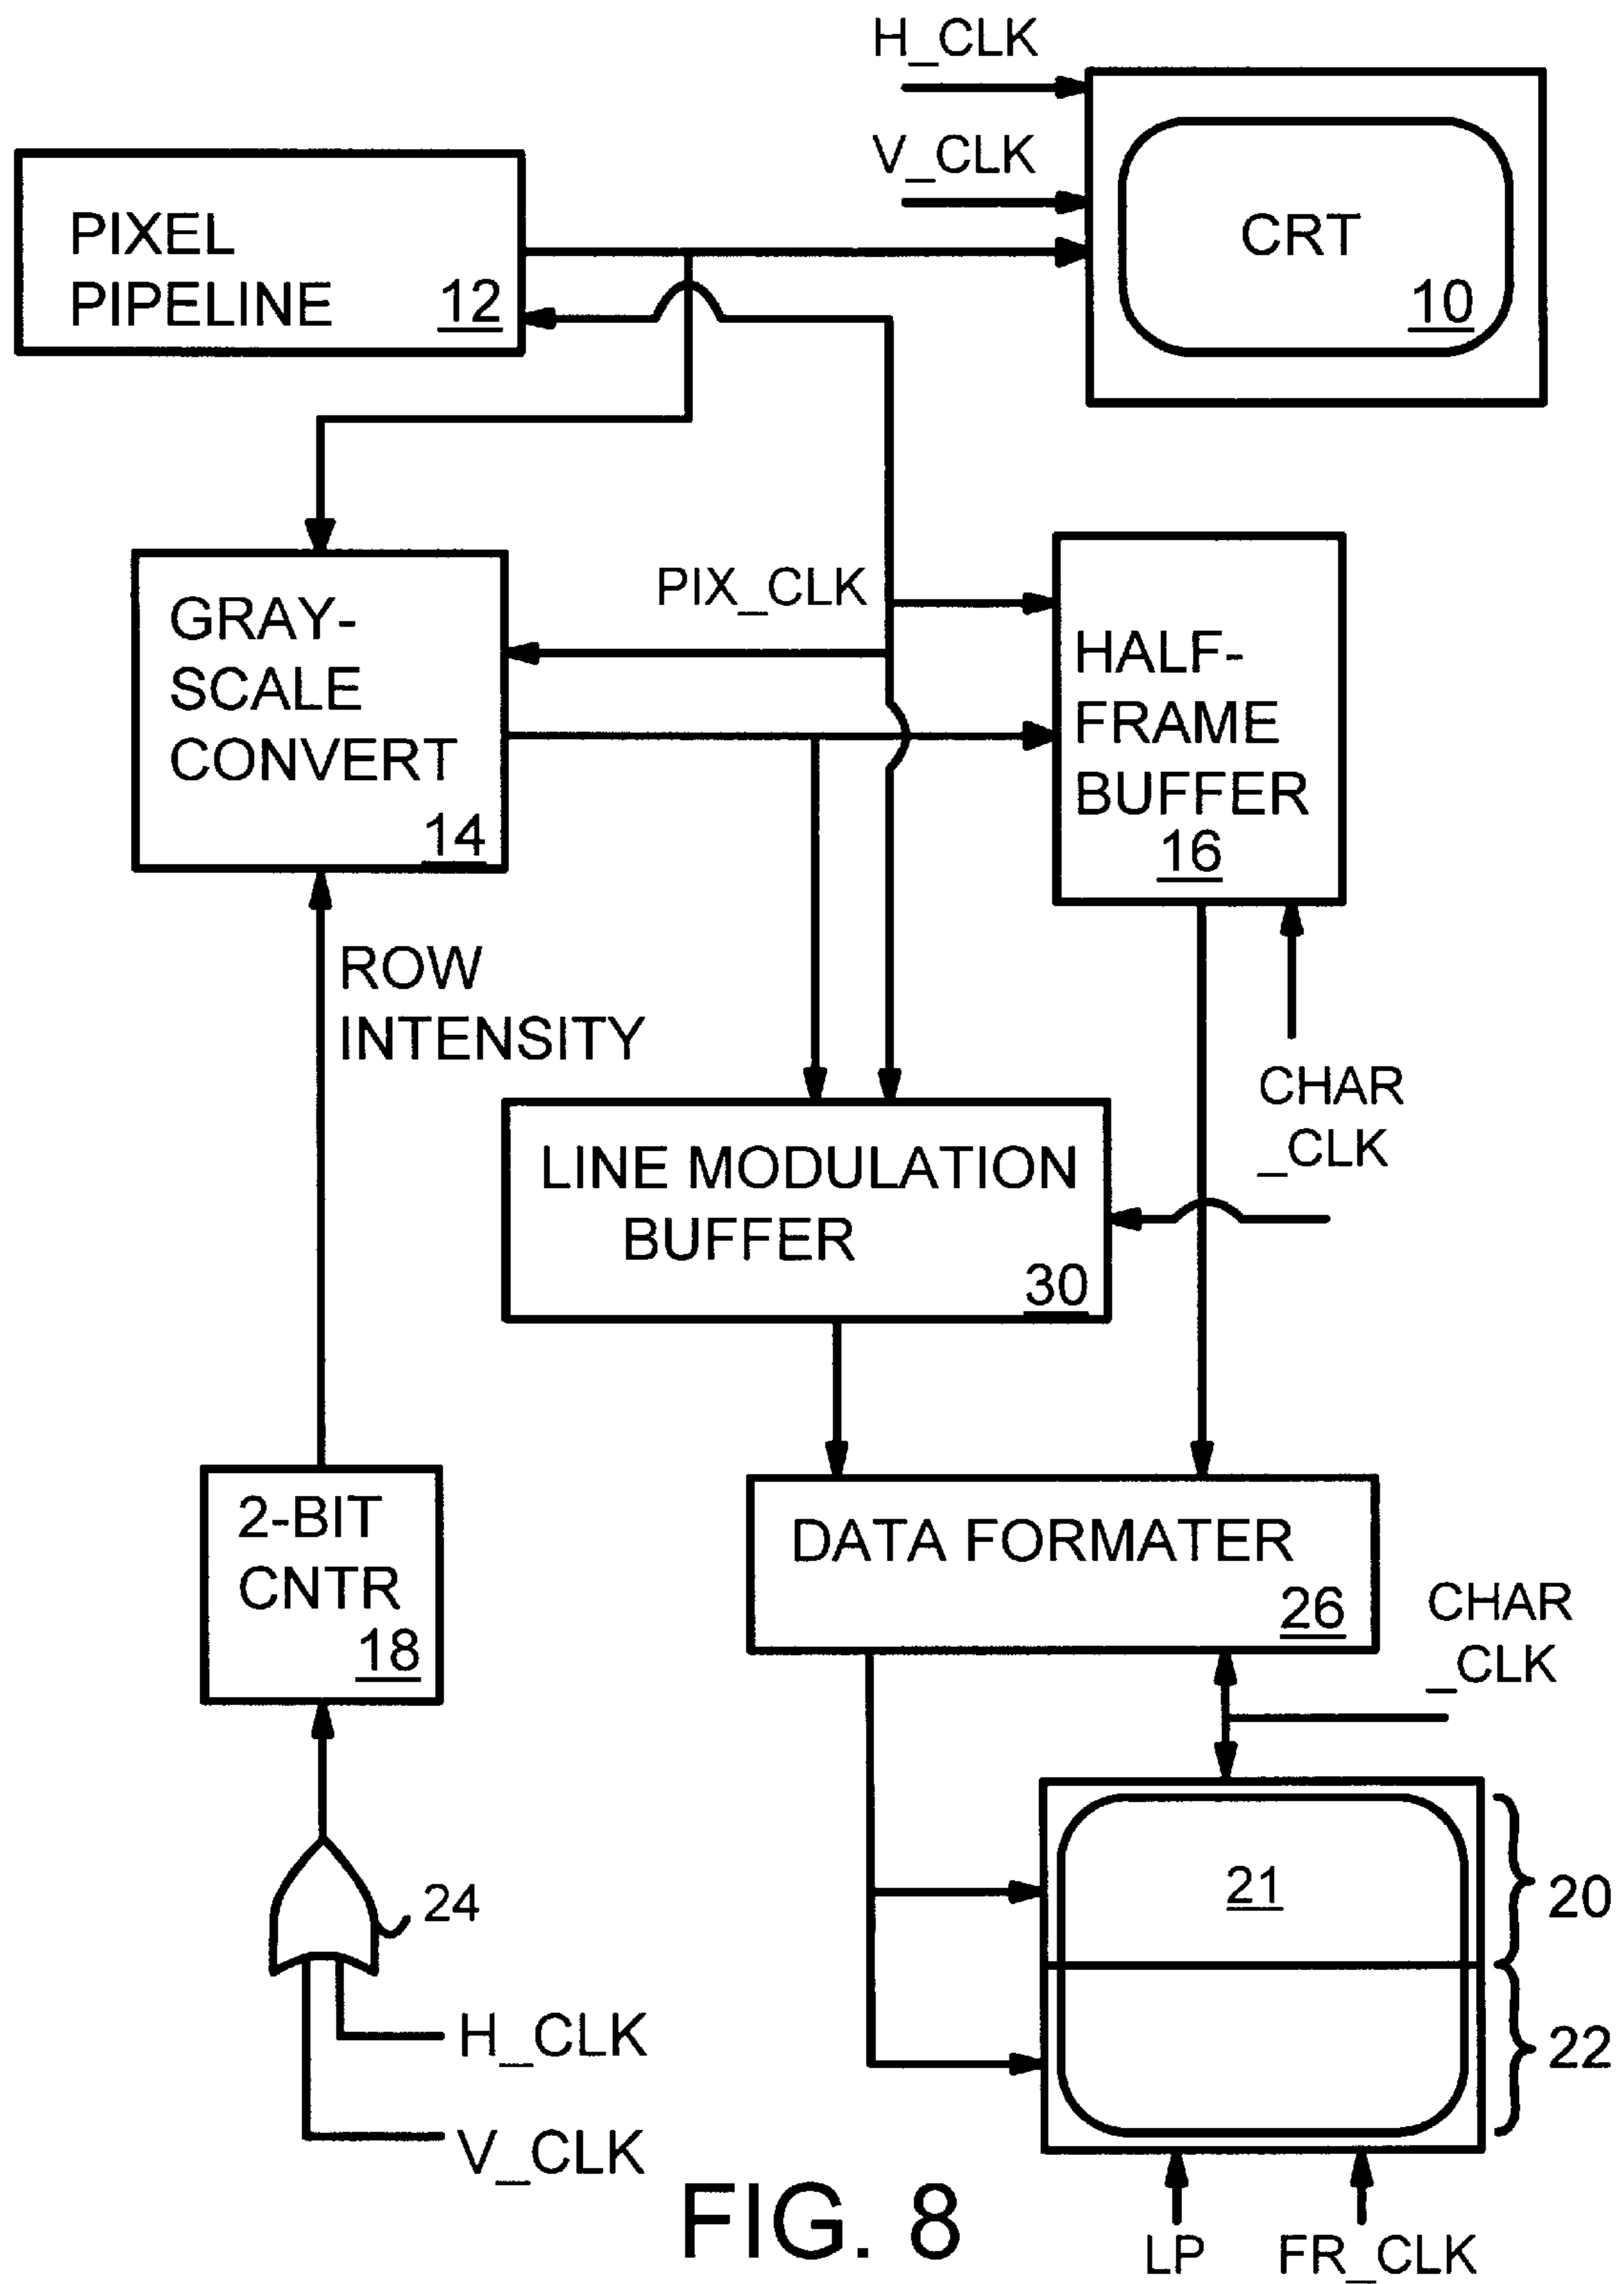 H_CLK
V_CLK
PIXEL
PIPELINE
12
CRT
10
PIX_CLK
GRAY-
SCALE
CONVERT
14
HALF-
FRAME
BUFFER
16
ROW
INTENSITY
CHAR
_CLK
LINE MODULATION
BUFFER
30
2-BIT
CNTR
18
DATA FORMATER
26
CHAR
_CLK
24
21
20
22
H_CLK
V_CLK
LP
FR_CLK
FIG. 8